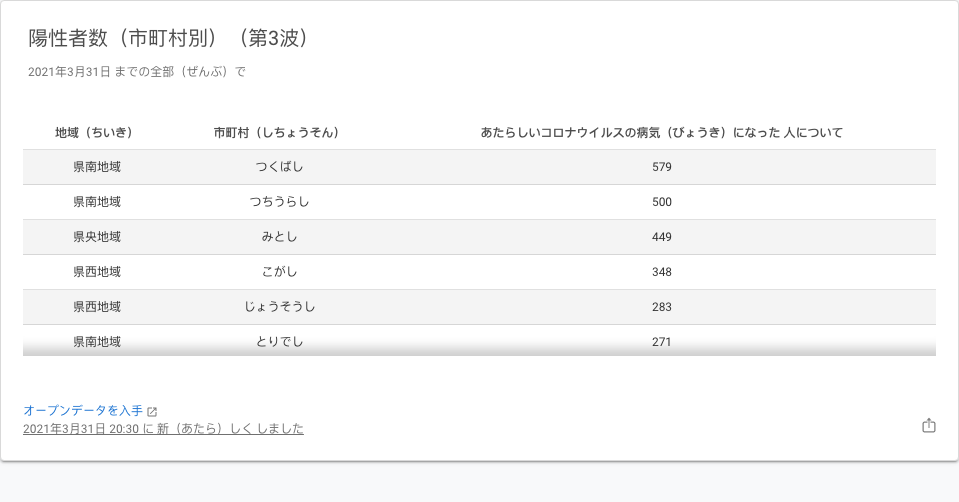 陽性者数（市町村別）（第3波）
2021年3月31日 までの全部（ぜんぶ）で
地域（ちいき） 市町村（しちょうそん） あたらしいコロナウイルスの病気（びょうき）になった 人について
県南地域 つくばし 579
県南地域 つちうらし 500
県央地域 みとし 449
県西地域 こがし 348
県西地域 じょうそうし 283
県南地域 とりでし 271
オープンデータを入手
2021年3月31日 20:30 に 新（あたら）しく しました